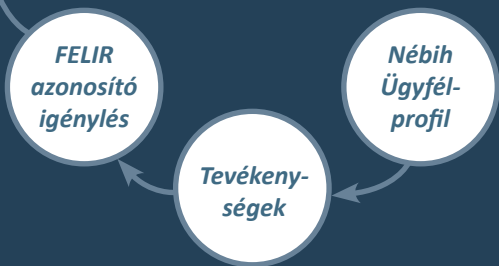 FELIR
azonosító
igénylés
Nébih
Ügyfél-
profil
Tevékeny-
ségek